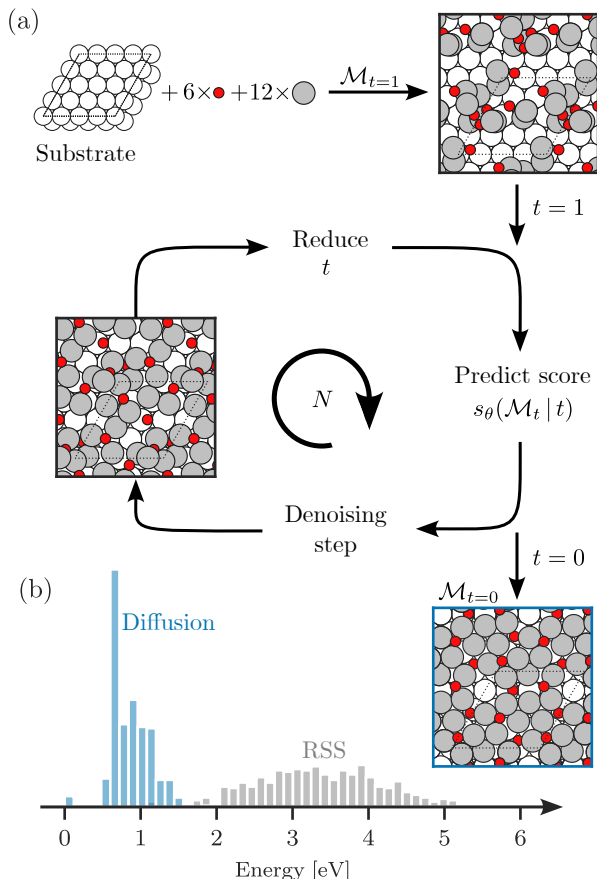 (a)
+ 6× +12×
ℳ_{t=1}
Substrate
t = 1
Reduce
t
N
Predict score
s_θ(ℳ_t | t)
Denoising
step
t = 0
(b)
ℳ_{t=0}
Diffusion
RSS
0 1 2 3 4 5 6
Energy [eV]